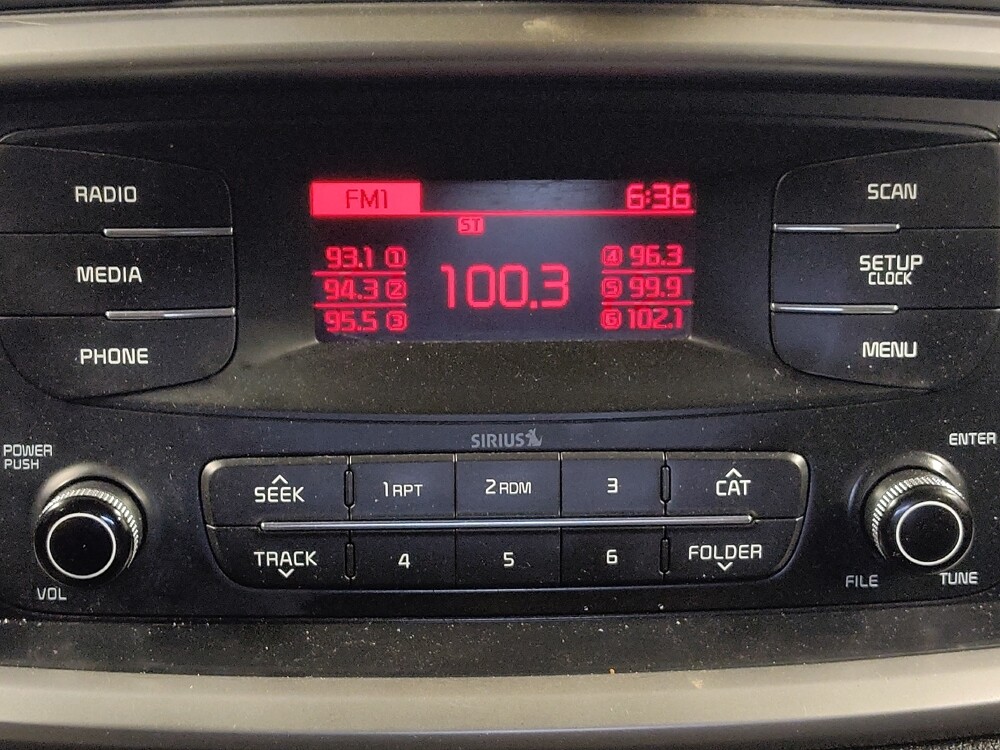 RADIO
MEDIA
PHONE
FM1 6:36
ST
93.1 1
94.3 2
95.5 3
100.3
4 96.3
5 99.9
6 102.1
SCAN
SETUP
CLOCK
MENU
POWER
PUSH
VOL
SIRIUS
SEEK 1 RPT 2 RDM 3 CAT
TRACK 4 5 6 FOLDER
ENTER
FILE TUNE